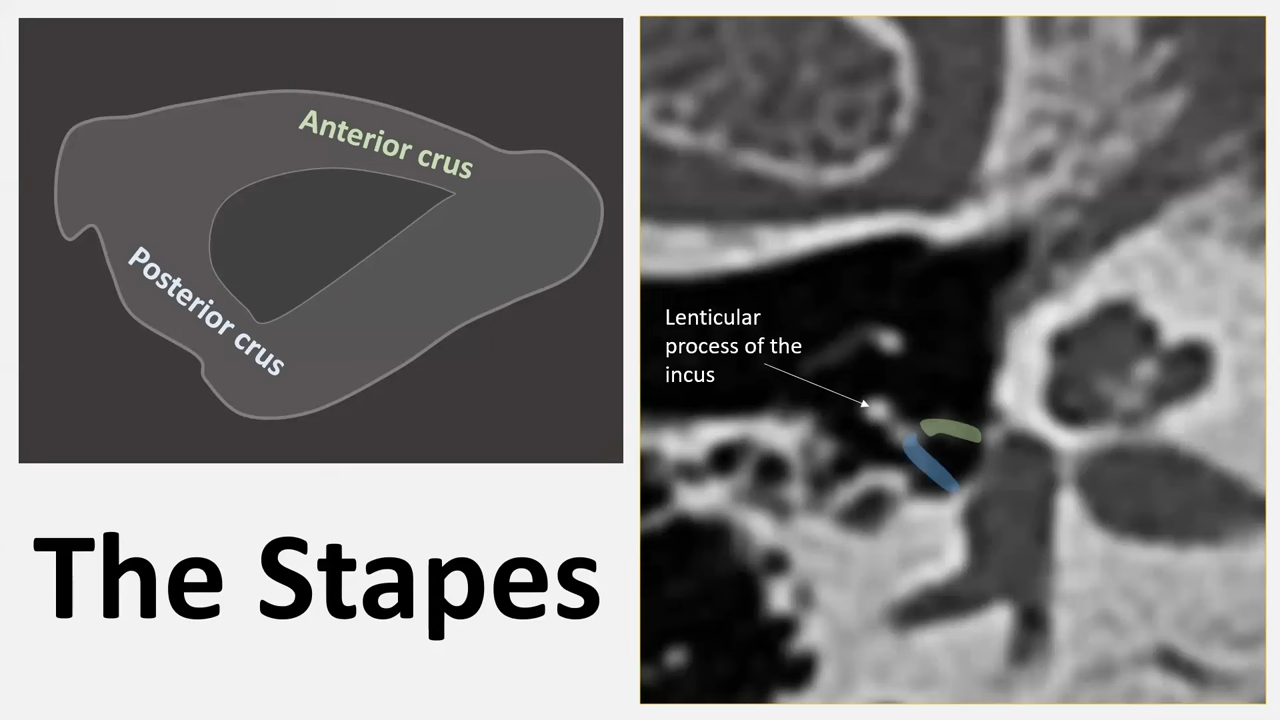 Anterior crus
Posterior crus
The Stapes
Lenticular
process of the
incus